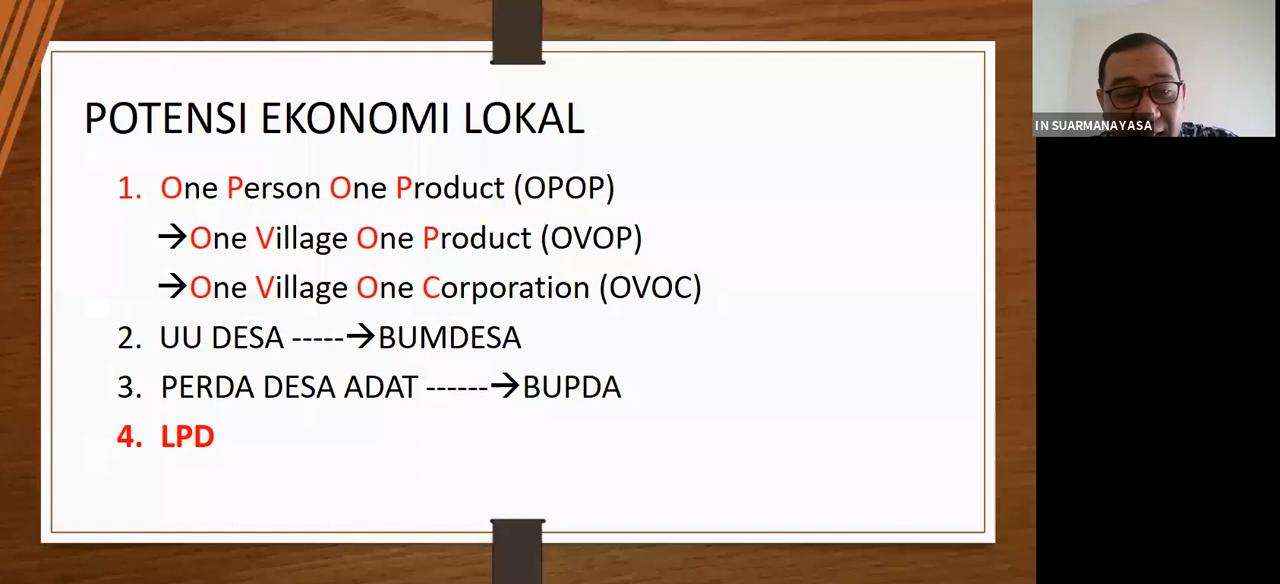 POTENSI EKONOMI LOKAL
1. One Person One Product (OPOP)
→One Village One Product (OVOP)
→One Village One Corporation (OVOC)
2. UU DESA -----→BUMDESA
3. PERDA DESA ADAT ------→BUPDA
4. LPD
I N SUARMANAYASA